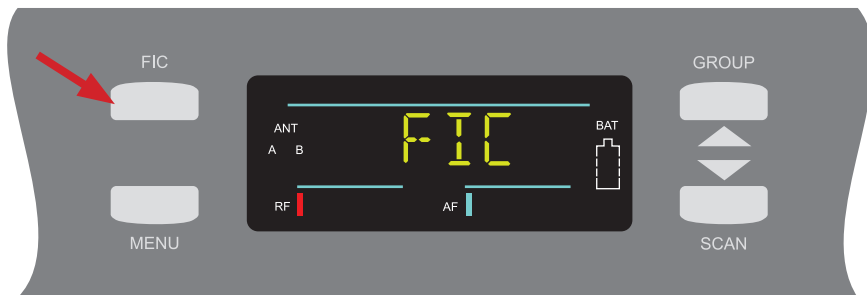 FIC
GROUP
ANT
A B
FIC
BAT
RF
AF
MENU
SCAN